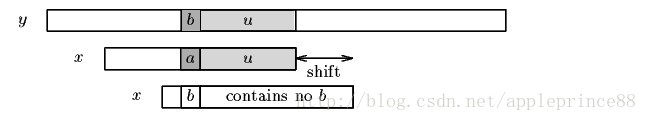 y b u
x a u
shift
x b contains no b
http://blog.csdn.net/appleprince88